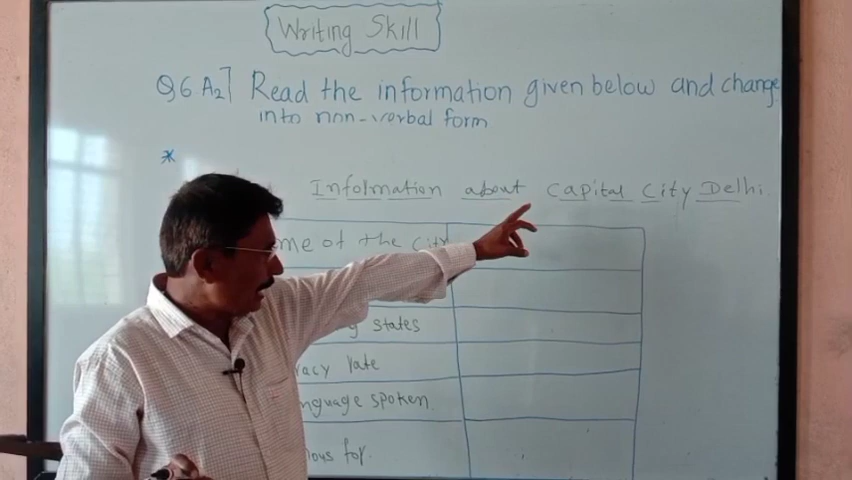 Writing Skill
Q6 A2] Read the information given below and change
into non-verbal form
*
Information about Capital City Delhi.
me of the city
g states
racy rate
nguage spoken.
ious for.